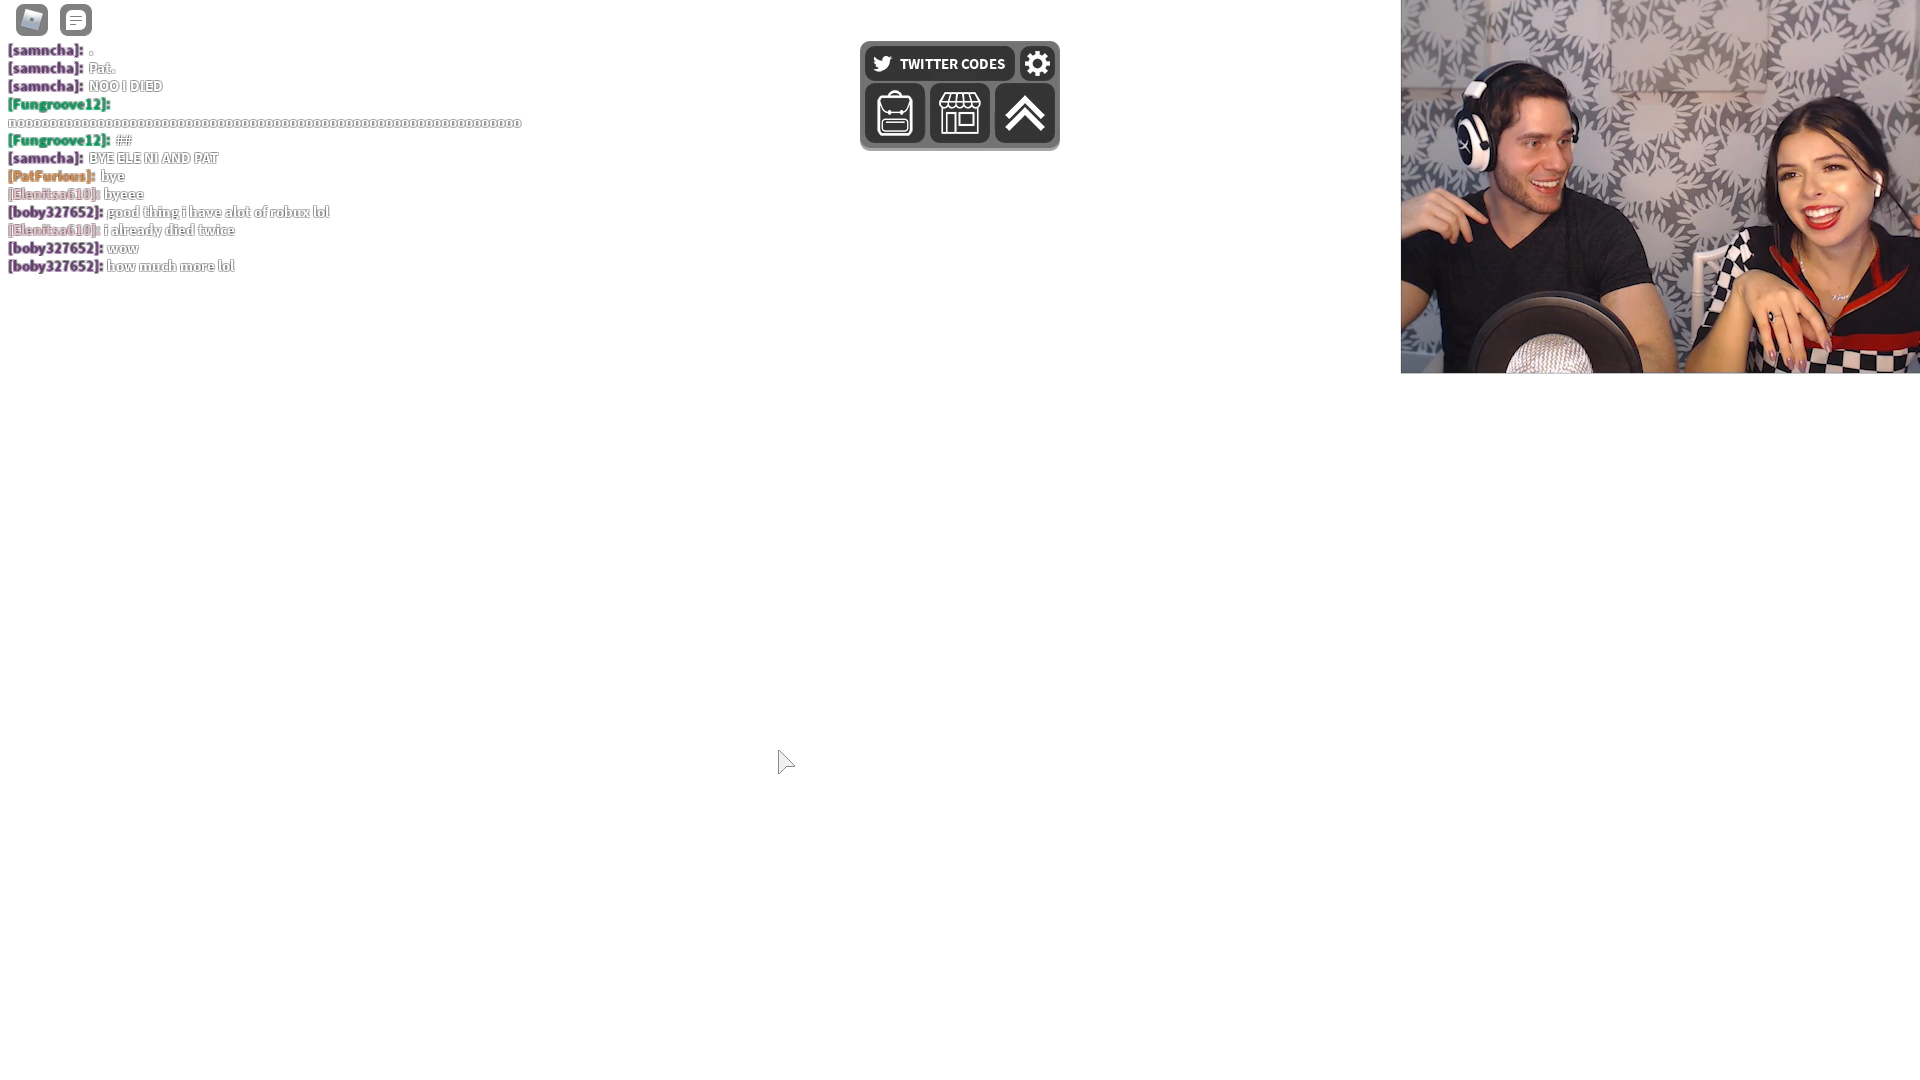 [samncha]: .
[samncha]: Pat.
[samncha]: NOO I DIED
[Fungroove12]:
nooooooooooooooooooooooooooooooooooooooooooooooooooooooooooooooo
[Fungroove12]: ##
[samncha]: BYE ELE NI AND PAT
[PatFurious]: bye
[Elenitsa610]: byeee
[boby327652]: good thing i have alot of robux lol
[Elenitsa610]: i already died twice
[boby327652]: wow
[boby327652]: how much more lol
TWITTER CODES